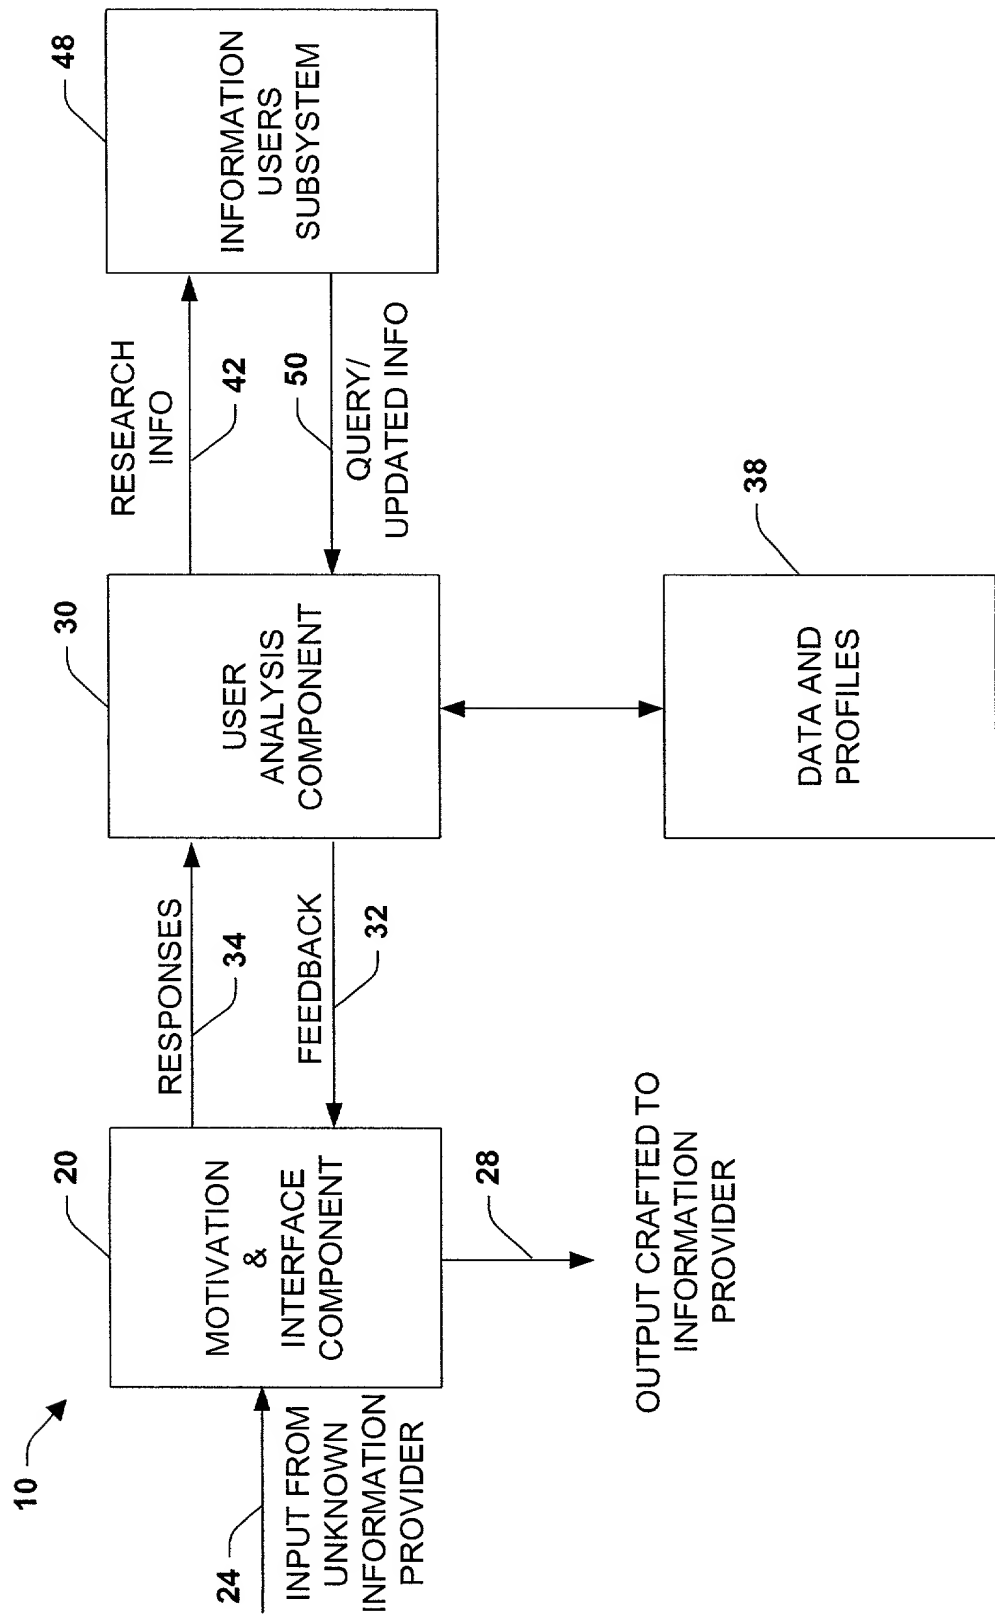 10
24
INPUT FROM
UNKNOWN
INFORMATION
PROVIDER
20
MOTIVATION
&
INTERFACE
COMPONENT
28
OUTPUT CRAFTED TO
INFORMATION
PROVIDER
RESPONSES
34
FEEDBACK
32
30
USER
ANALYSIS
COMPONENT
38
DATA AND
PROFILES
RESEARCH
INFO
42
50
QUERY/
UPDATED INFO
48
INFORMATION
USERS
SUBSYSTEM